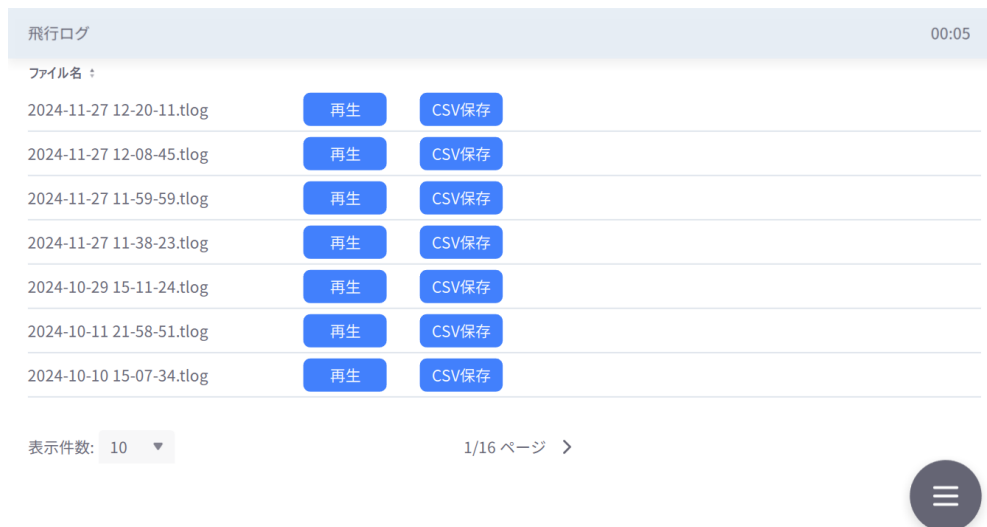 飛行ログ 00:05
ファイル名
2024-11-27 12-20-11.tlog 再生 CSV保存
2024-11-27 12-08-45.tlog 再生 CSV保存
2024-11-27 11-59-59.tlog 再生 CSV保存
2024-11-27 11-38-23.tlog 再生 CSV保存
2024-10-29 15-11-24.tlog 再生 CSV保存
2024-10-11 21-58-51.tlog 再生 CSV保存
2024-10-10 15-07-34.tlog 再生 CSV保存
表示件数: 10 1/16 ページ